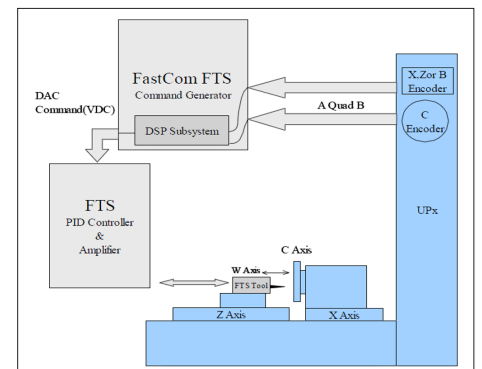 FastCom FTS
Command Generator
DSP Subsystem
DAC
Command(VDC)
A Quad B
X,Zor B
Encoder
C
Encoder
UPx
FTS
PID Controller
&
Amplifier
C Axis
W Axis
FTS Tool
Z Axis
X Axis